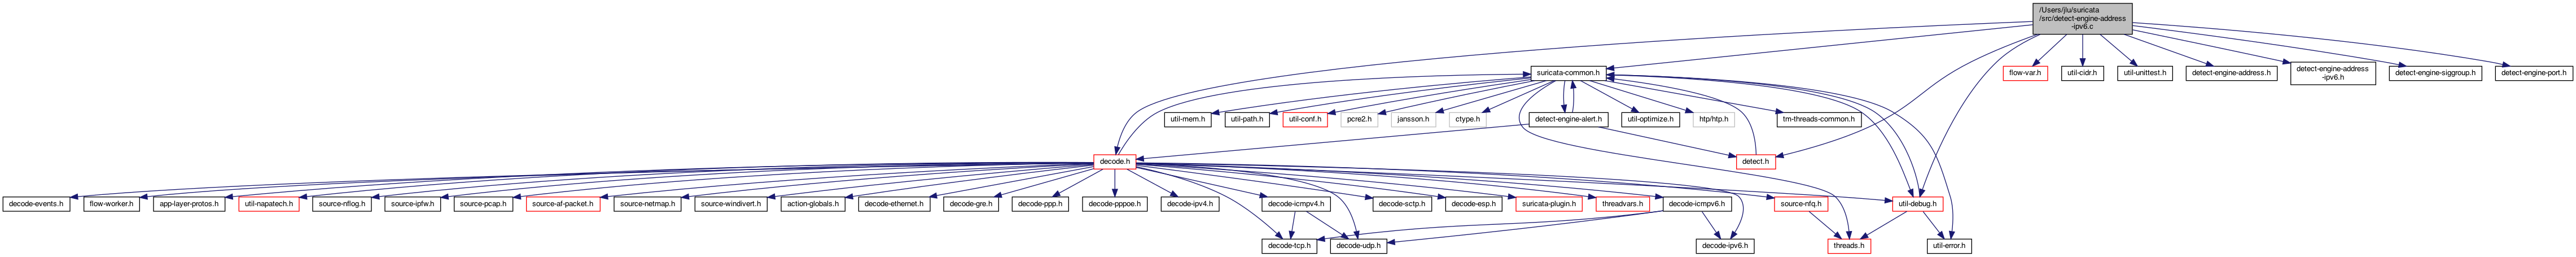 /Users/jlu/suricata
/src/detect-engine-address
-ipv6.c
suricata-common.h
flow-var.h
util-cidr.h
util-unittest.h
detect-engine-address.h
detect-engine-address
-ipv6.h
detect-engine-siggroup.h
detect-engine-port.h
util-mem.h
util-path.h
util-conf.h
pcre2.h
jansson.h
ctype.h
detect-engine-alert.h
util-optimize.h
htp/htp.h
tm-threads-common.h
decode.h
detect.h
decode-events.h
flow-worker.h
app-layer-protos.h
util-napatech.h
source-nflog.h
source-ipfw.h
source-pcap.h
source-af-packet.h
source-netmap.h
source-windivert.h
action-globals.h
decode-ethernet.h
decode-gre.h
decode-ppp.h
decode-pppoe.h
decode-ipv4.h
decode-icmpv4.h
decode-sctp.h
decode-esp.h
suricata-plugin.h
threadvars.h
decode-icmpv6.h
source-nfq.h
util-debug.h
decode-tcp.h
decode-udp.h
decode-ipv6.h
threads.h
util-error.h